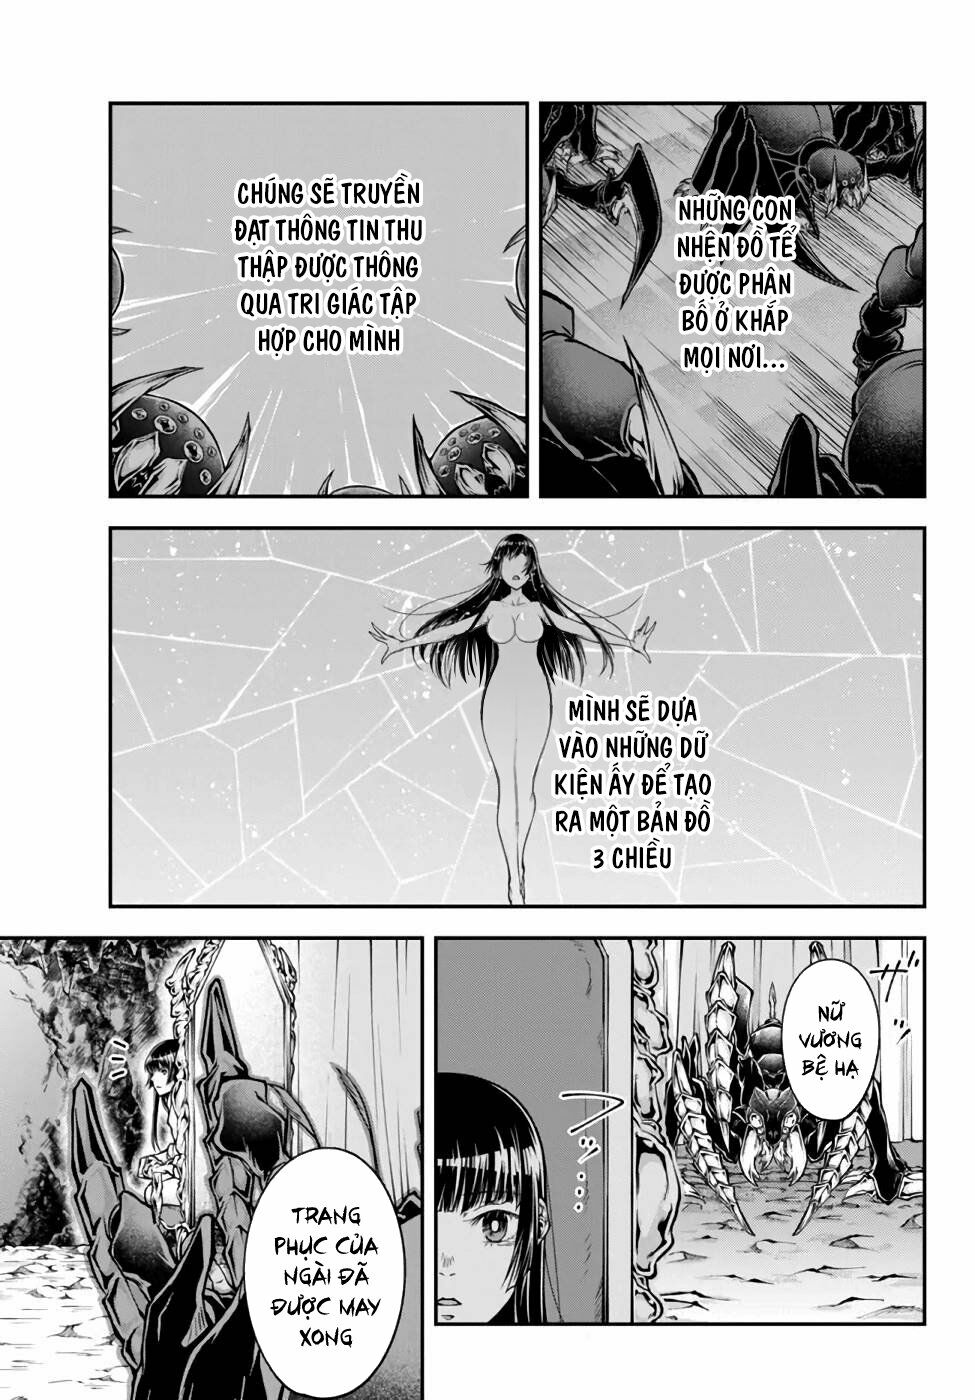 NHỮNG CON
NHỆN ĐỒ TỂ
ĐƯỢC PHÂN
BỐ Ở KHẮP
MỌI NƠI...
CHÚNG SẼ TRUYỀN
ĐẠT THÔNG TIN THU
THẬP ĐƯỢC THÔNG
QUA TRI GIÁC TẬP
HỢP CHO MÌNH
MÌNH SẼ DỰA
VÀO NHỮNG DỮ
KIỆN ẤY ĐỂ TẠO
RA MỘT BẢN ĐỒ
3 CHIỀU
NỮ
VƯƠNG
BỆ HẠ
TRANG
PHỤC CỦA
NGÀI ĐÃ
ĐƯỢC MAY
XONG